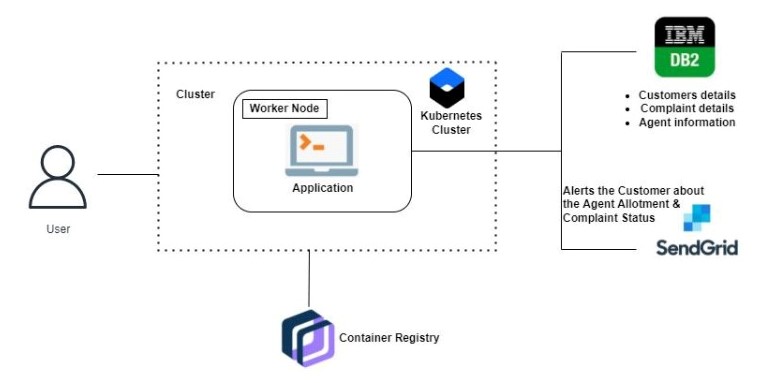 IBM
DB2
Cluster
Worker Node
Kubernetes
Cluster
Application
• Customers details
• Complaint details
• Agent information
User
Alerts the Customer about
the Agent Allotment &
Complaint Status
SendGrid
Container Registry